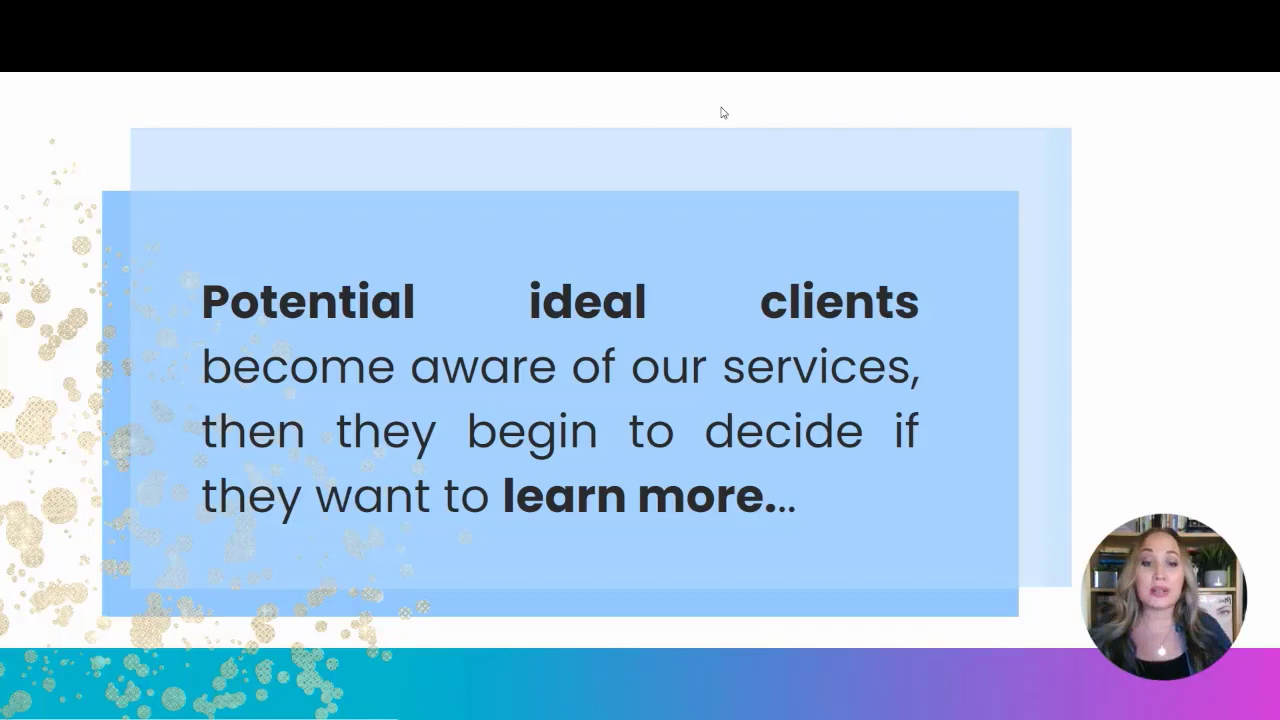 Potential ideal clients
become aware of our services,
then they begin to decide if
they want to learn more...